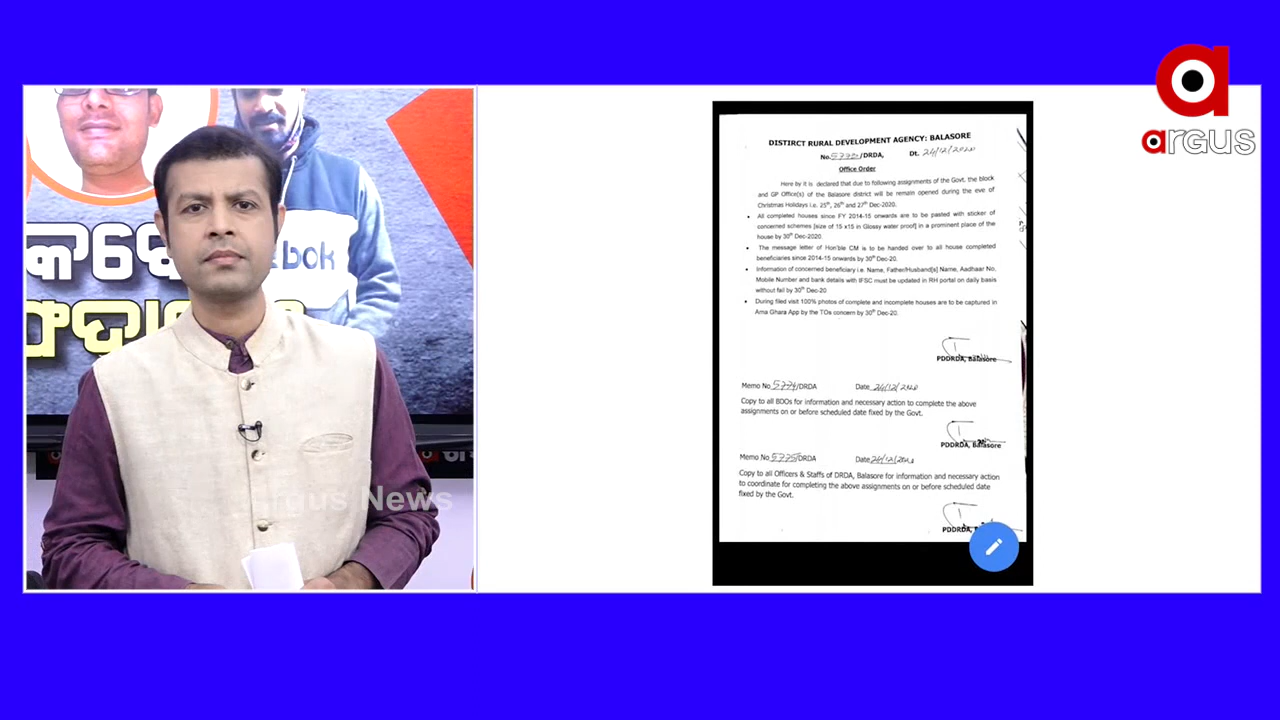 argus
bok
Argus News
DISTIRCT RURAL DEVELOPMENT AGENCY: BALASORE
No. 5773/DRDA, Dt. 24/12/2020
Office Order
Here by it is declared that due to following assignments of the Govt. the block
and GP Office(s) of the Balasore district will be remain opened during the eve of
Christmas Holidays i.e. 25th, 26th and 27th Dec-2020.
• All completed houses since FY 2014-15 onwards are to be pasted with sticker of
concerned schemes [size of 15 x15 in Glossy water proof] in a prominent place of the
house by 30th Dec-2020
• The message letter of Hon'ble CM is to be handed over to all house completed
beneficiaries since 2014-15 onwards by 30th Dec-20.
• Information of concerned beneficiary i.e. Name, Father/Husband[s] Name, Aadhaar No,
Mobile Number and bank details with IFSC must be updated in RH portal on daily basis
without fail by 30th Dec-20
• During filed visit 100% photos of complete and incomplete houses are to be captured in
Ama Ghara App by the TOs concern by 30th Dec-20.
PDDRDA, Balasore
Memo No 5774/DRDA Date 24/12/2020
Copy to all BDOs for information and necessary action to complete the above
assignments on or before scheduled date fixed by the Govt.
PDDRDA, Balasore
Memo No 5775/DRDA Date 24/12/2020
Copy to all Officers & Staffs of DRDA, Balasore for information and necessary action
to coordinate for completing the above assignments on or before scheduled date
fixed by the Govt.
PDDRDA,